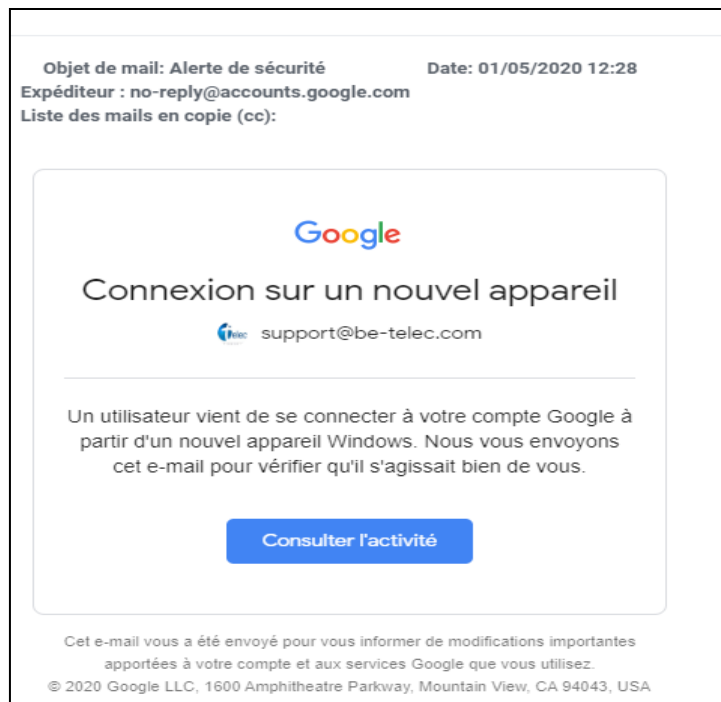 Objet de mail: Alerte de sécurité Date: 01/05/2020 12:28
Expéditeur : no-reply@accounts.google.com
Liste des mails en copie (cc):
Google
Connexion sur un nouvel appareil
Telec support@be-telec.com
Un utilisateur vient de se connecter à votre compte Google à
partir d'un nouvel appareil Windows. Nous vous envoyons
cet e-mail pour vérifier qu'il s'agissait bien de vous.
Consulter l'activité
Cet e-mail vous a été envoyé pour vous informer de modifications importantes
apportées à votre compte et aux services Google que vous utilisez.
© 2020 Google LLC, 1600 Amphitheatre Parkway, Mountain View, CA 94043, USA